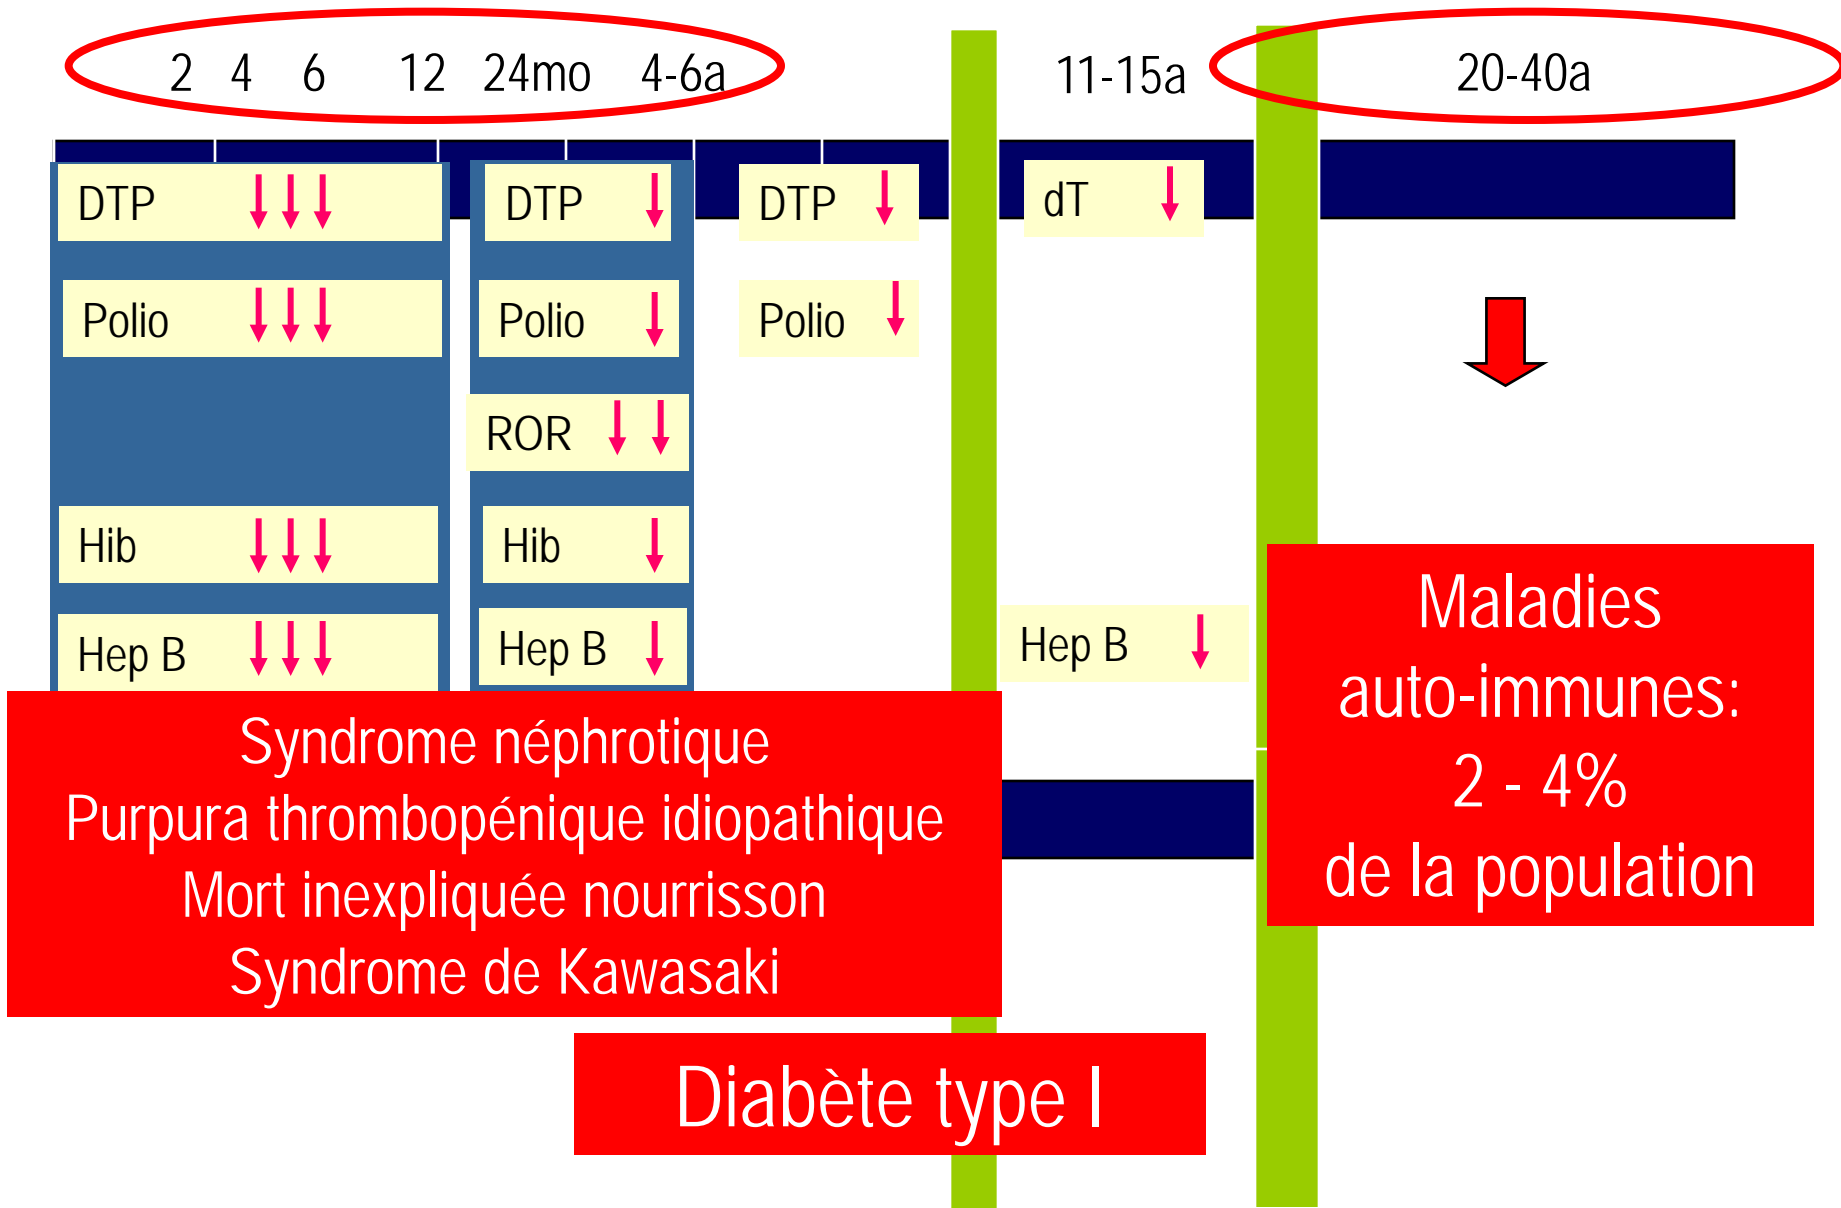 2 4 6 12 24mo 4-6a 11-15a 20-40a
DTP DTP DTP dT
Polio Polio Polio
ROR
Hib Hib
Hep B Hep B Hep B
Syndrome néphrotique
Purpura thrombopénique idiopathique
Mort inexpliquée nourrisson
Syndrome de Kawasaki
Maladies
auto-immunes:
2 - 4%
de la population
Diabète type I